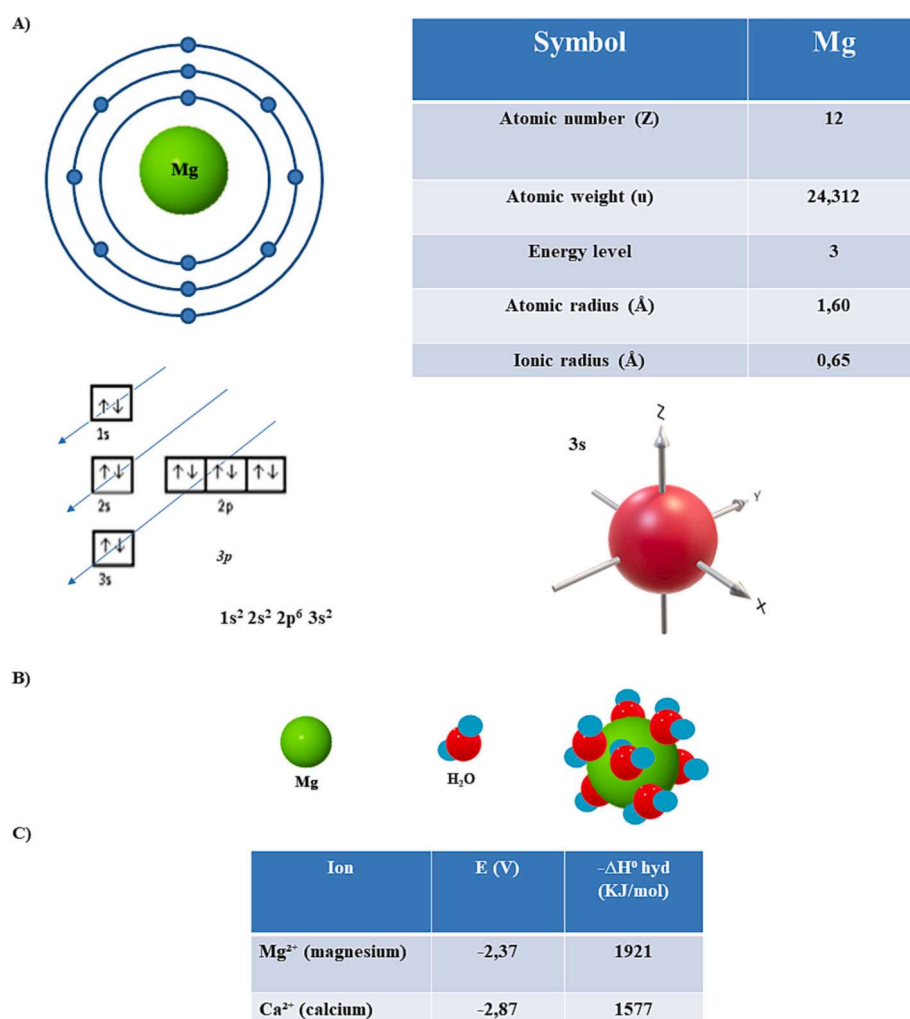 A)
Mg
Symbol Mg
Atomic number (Z) 12
Atomic weight (u) 24,312
Energy level 3
Atomic radius (Å) 1,60
Ionic radius (Å) 0,65
↑↓
1s
↑↓
2s
↑↓ ↑↓ ↑↓
2p
↑↓
3s
3p
1s² 2s² 2p⁶ 3s²
3s
Z
Y
X
B)
Mg
H₂O
C)
Ion E (V) -ΔH⁰ hyd
(KJ/mol)
Mg²⁺ (magnesium) -2,37 1921
Ca²⁺ (calcium) -2,87 1577